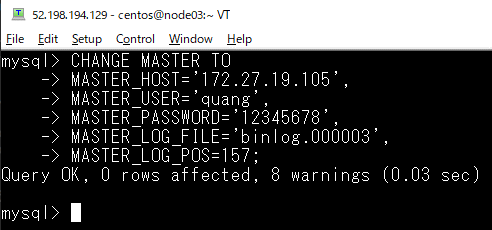 52.198.194.129 - centos@node03:~ VT
File Edit Setup Control Window Help
mysql> CHANGE MASTER TO
    -> MASTER_HOST='172.27.19.105',
    -> MASTER_USER='quang',
    -> MASTER_PASSWORD='12345678',
    -> MASTER_LOG_FILE='binlog.000003',
    -> MASTER_LOG_POS=157;
Query OK, 0 rows affected, 8 warnings (0.03 sec)
mysql>